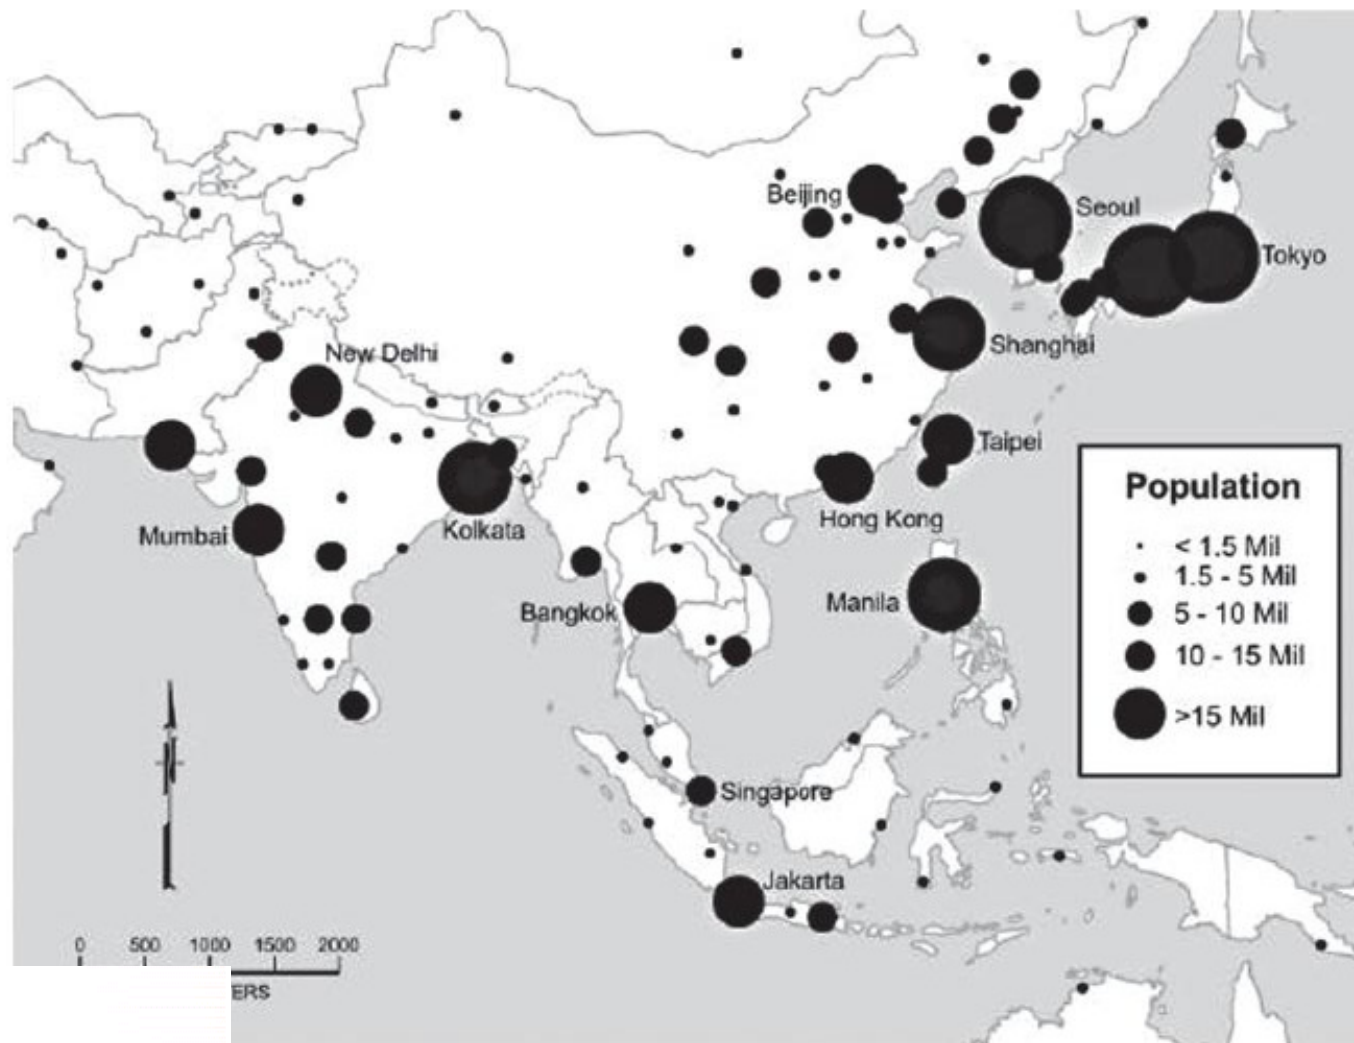 Beijing
Seoul
Tokyo
Shanghai
New Delhi
Taipei
Mumbai
Kolkata
Hong Kong
Bangkok
Manila
Singapore
Jakarta
Population
< 1.5 Mil
1.5 - 5 Mil
5 - 10 Mil
10 - 15 Mil
>15 Mil
0 500 1000 1500 2000
ERS